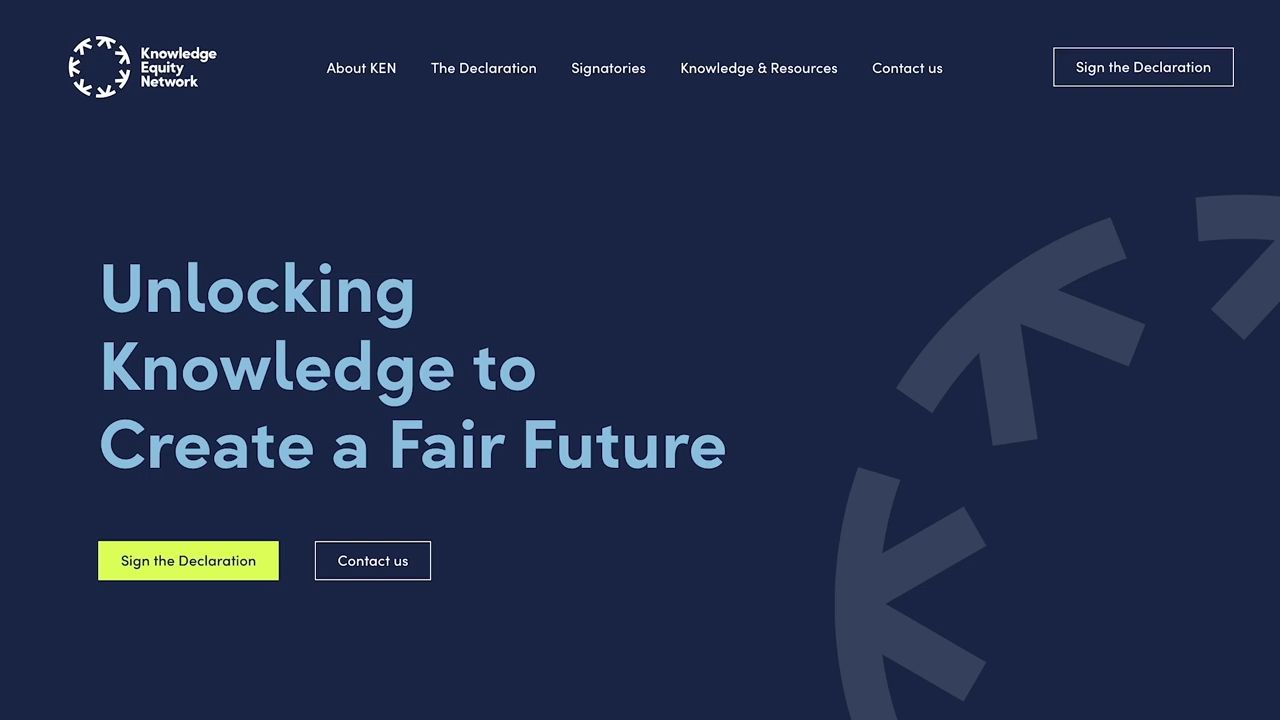 Knowledge
Equity
Network
About KEN
The Declaration
Signatories
Knowledge & Resources
Contact us
Sign the Declaration
Unlocking
Knowledge to
Create a Fair Future
Sign the Declaration
Contact us